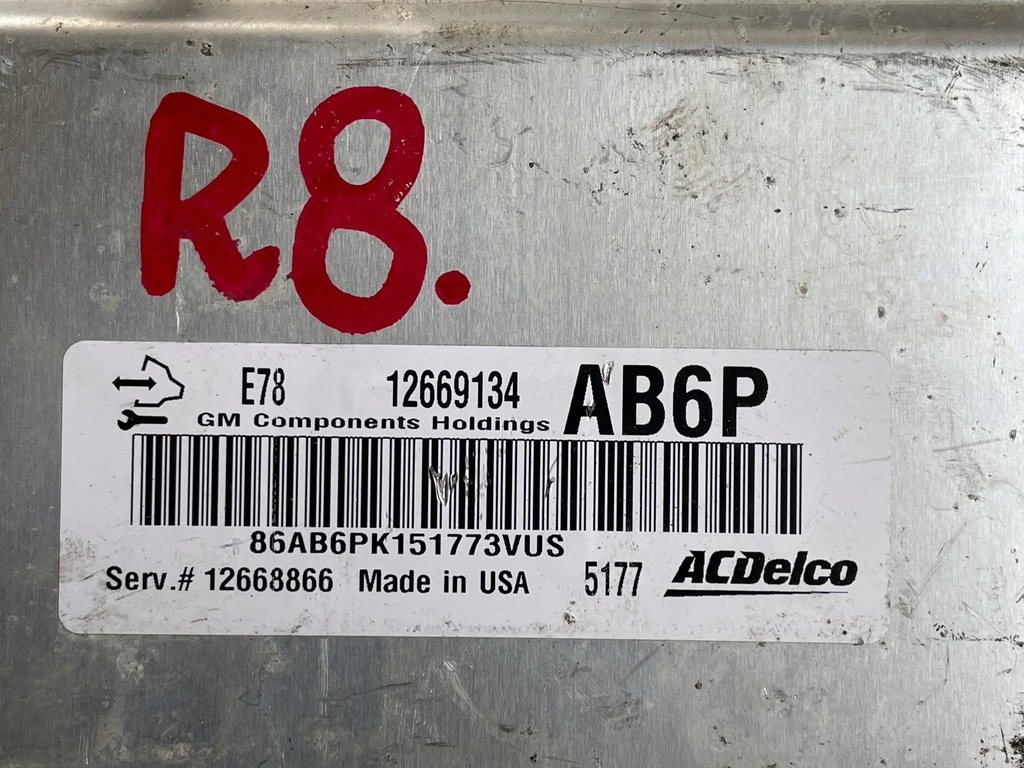 R8.
E78 12669134 AB6P
GM Components Holdings
86AB6PK151773VUS
Serv.# 12668866 Made in USA 5177 ACDelco